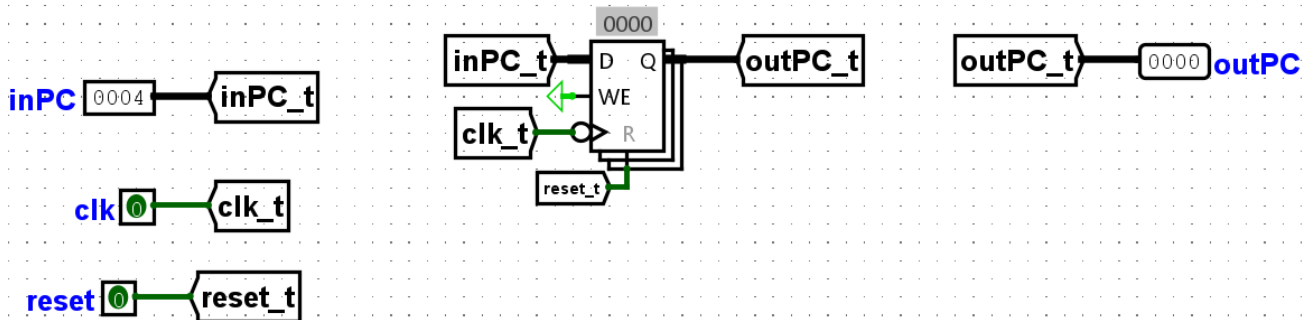 inPC 0004 inPC_t
clk 0 clk_t
reset 0 reset_t
0000
inPC_t D Q outPC_t
WE
clk_t R
reset_t
outPC_t 0000 outPC